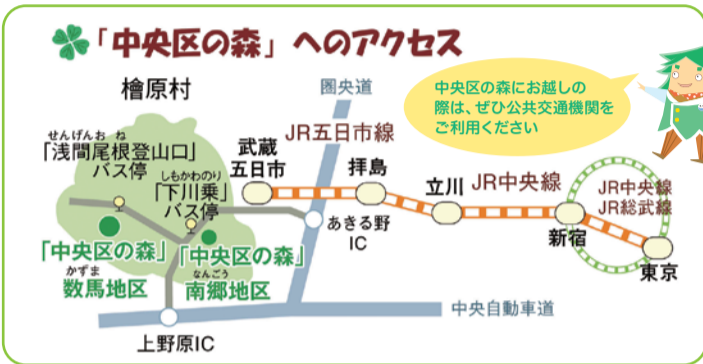 「中央区の森」へのアクセス
檜原村
圏央道
中央区の森にお越しの
際は、ぜひ公共交通機関を
ご利用ください
せんげんおね
「浅間尾根登山口」
バス停
しもかわのり
「下川乗」
バス停
武蔵
五日市
JR五日市線
拝島
立川
JR中央線
JR中央線
JR総武線
新宿
東京
あきる野
IC
「中央区の森」
かずま
数馬地区
「中央区の森」
なんごう
南郷地区
中央自動車道
上野原IC